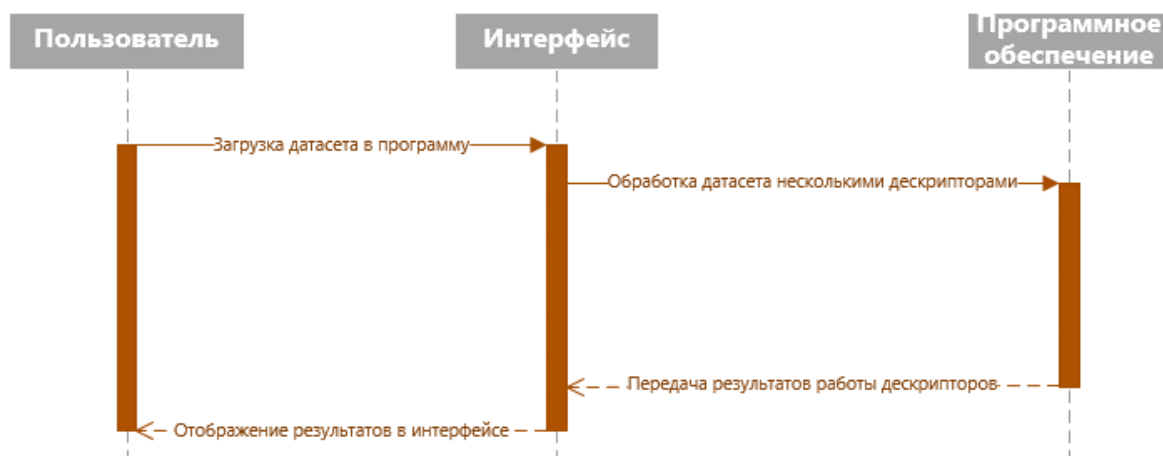 Пользователь
Интерфейс
Программное
обеспечение
Загрузка датасета в программу
Обработка датасета несколькими дескрипторами
Передача результатов работы дескрипторов
Отображение результатов в интерфейсе